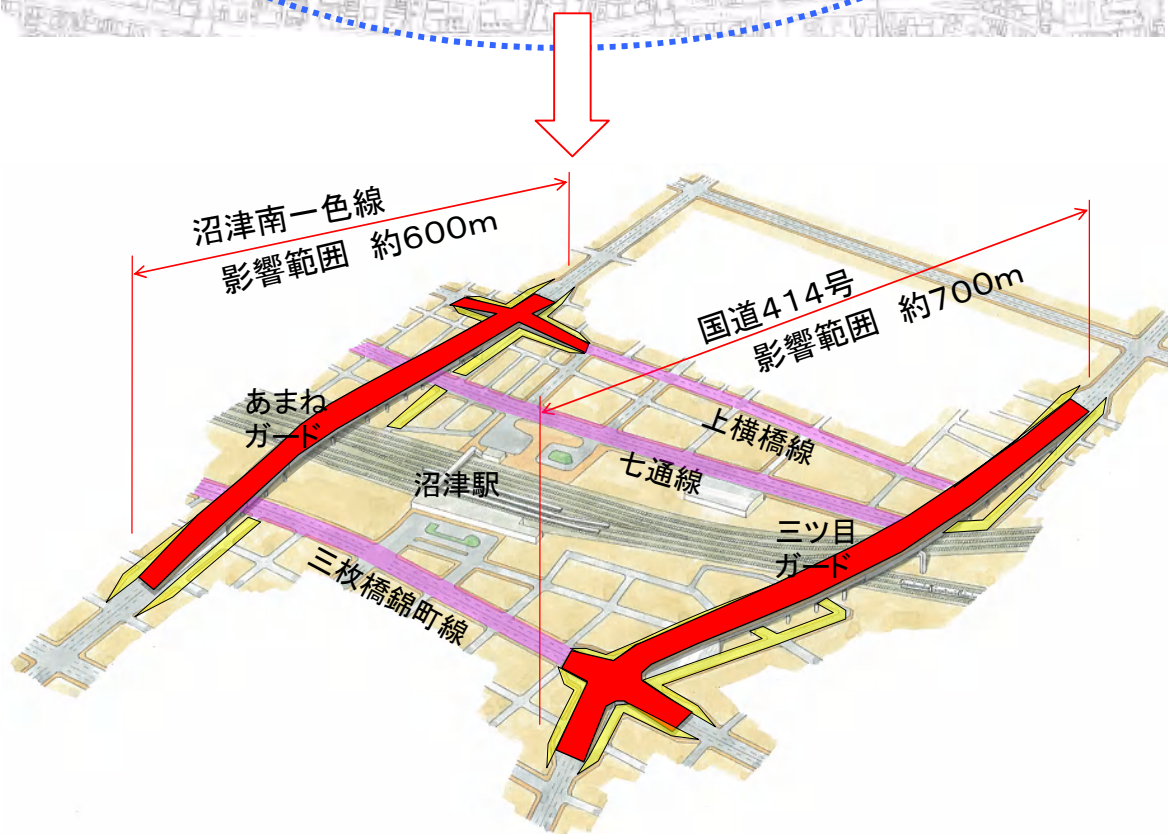 沼津南一色線
影響範囲 約600m
国道414号
影響範囲 約700m
あまね
ガード
上横橋線
七通線
沼津駅
三ツ目
ガード
三枚橋錦町線